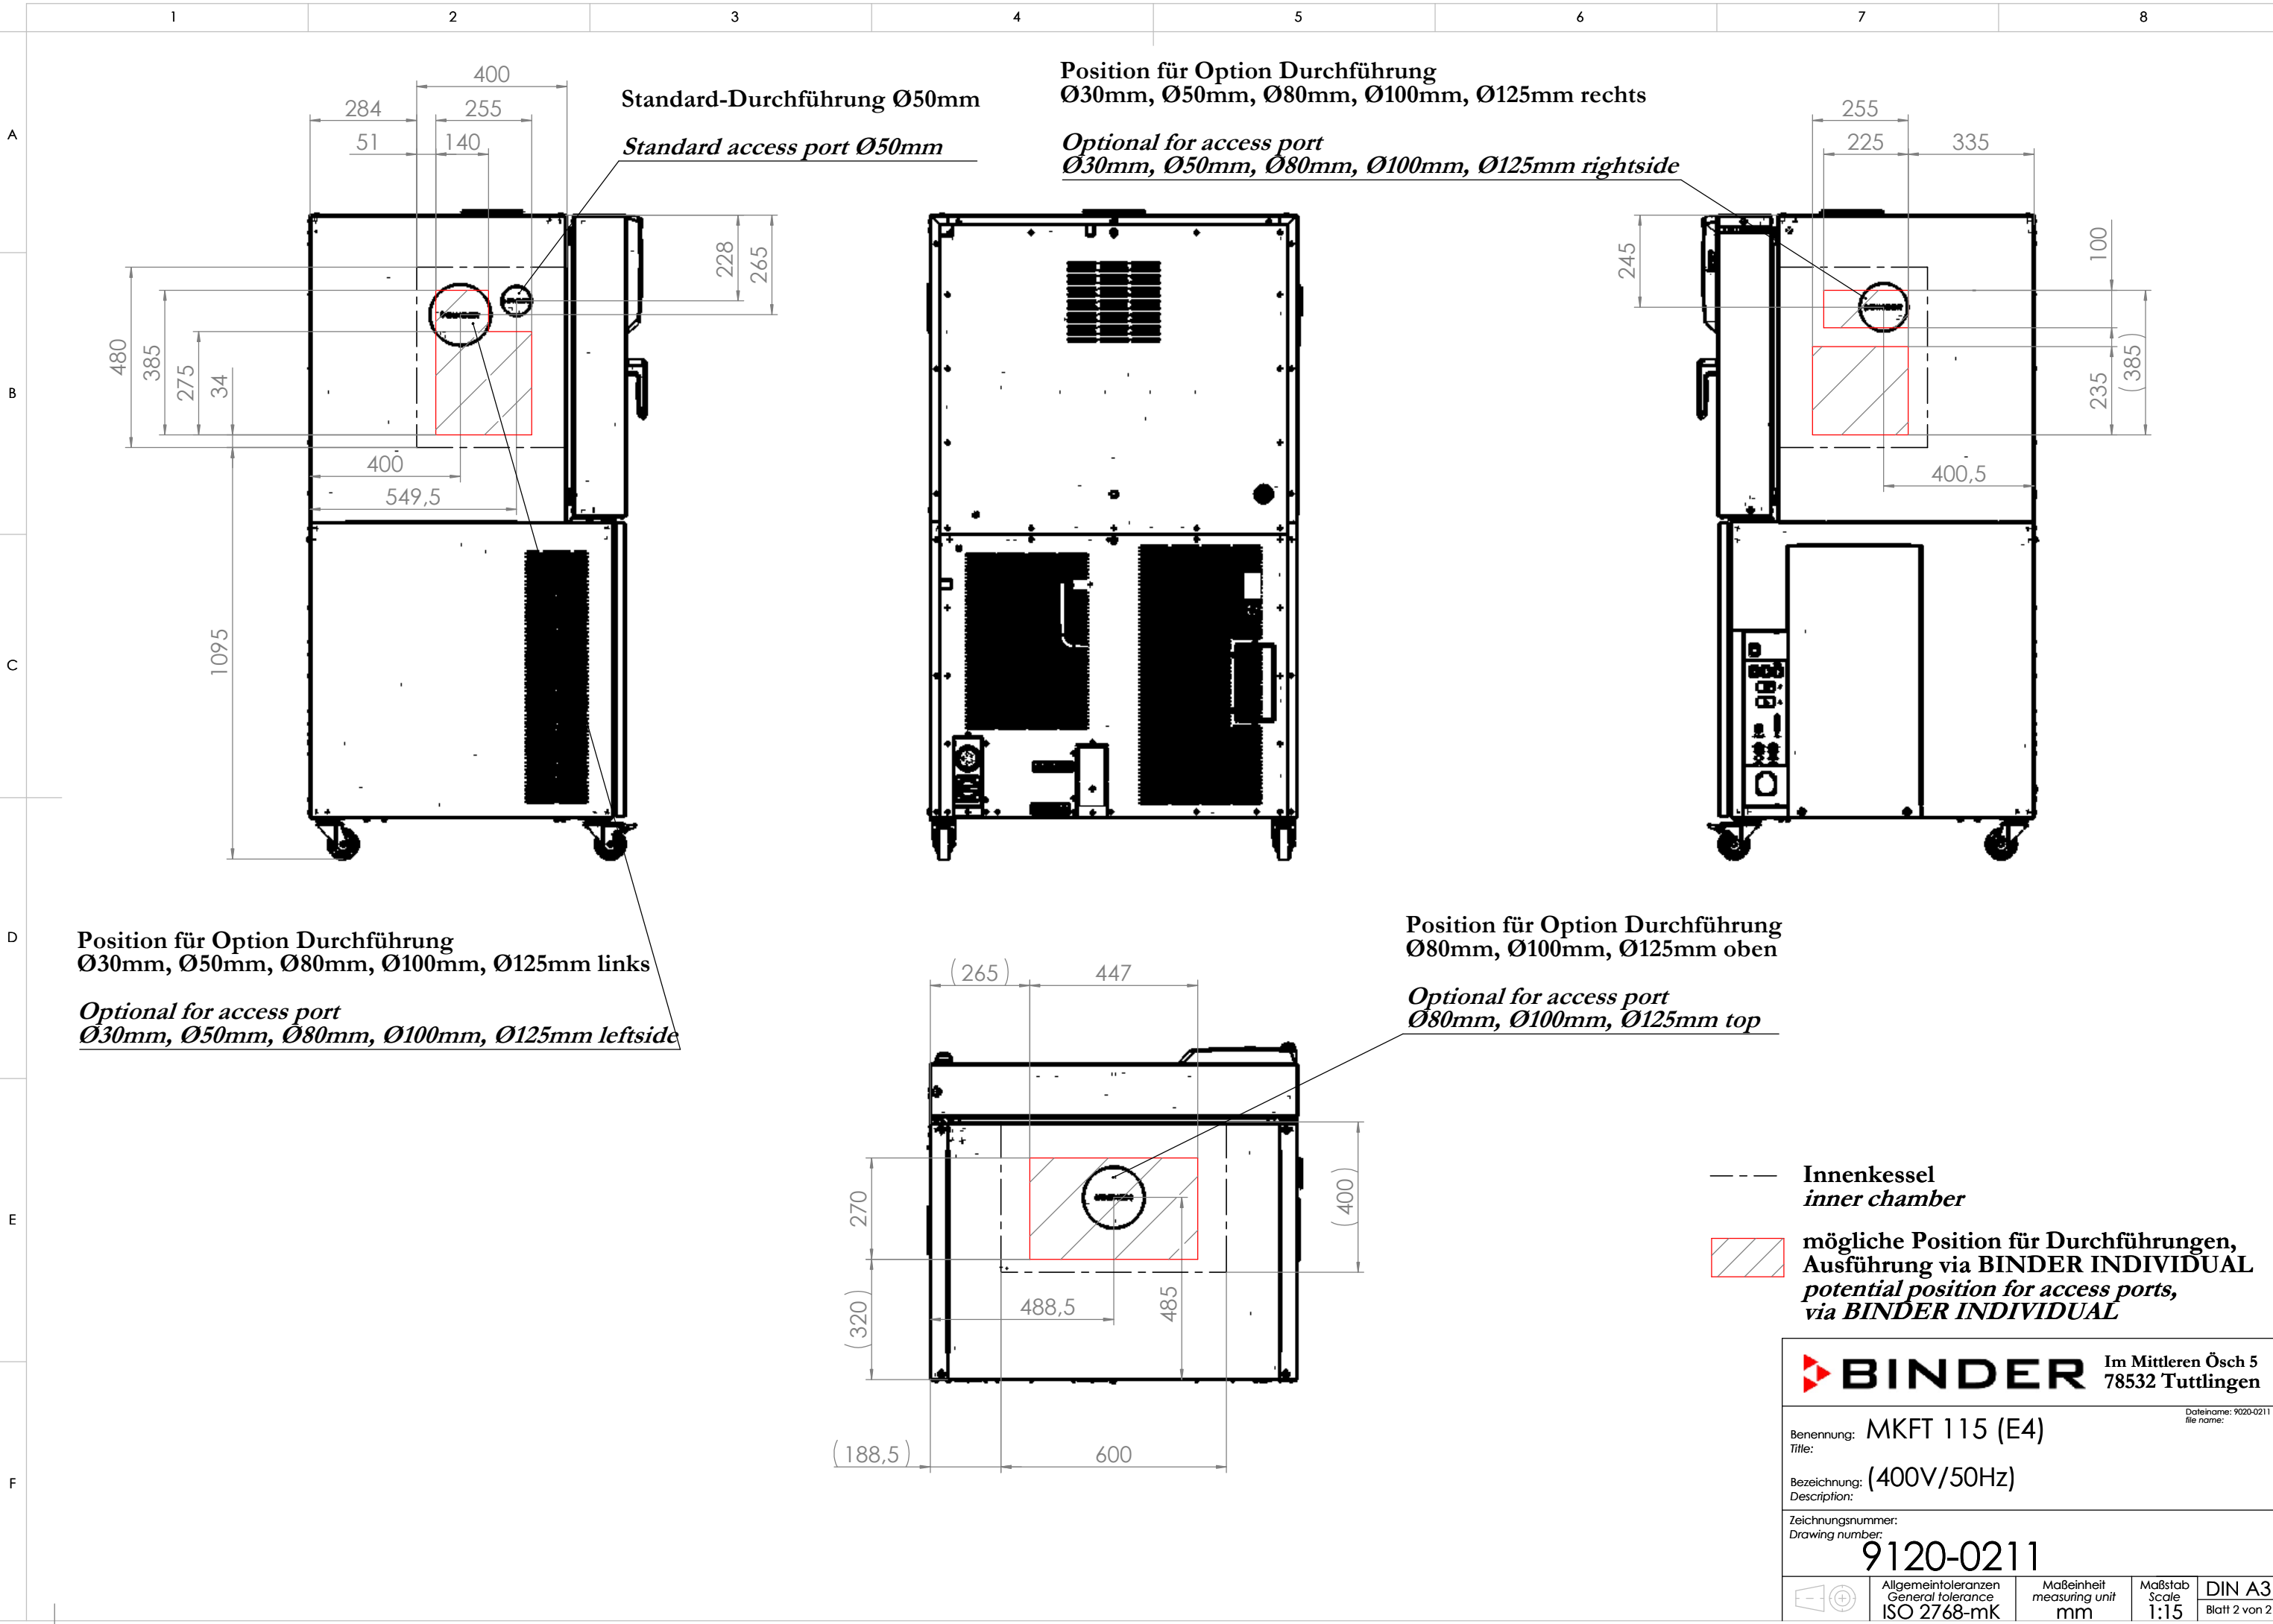 1 2 3 4 5 6 7 8
A
B
C
D
E
F
400
284
255
51
140
Standard-Durchführung Ø50mm
Standard access port Ø50mm
228
265
480
385
275
34
400
549,5
1095
Position für Option Durchführung
Ø30mm, Ø50mm, Ø80mm, Ø100mm, Ø125mm rechts
Optional for access port
Ø30mm, Ø50mm, Ø80mm, Ø100mm, Ø125mm rightside
255
225
335
245
100
(385)
235
400,5
Position für Option Durchführung
Ø30mm, Ø50mm, Ø80mm, Ø100mm, Ø125mm links
Optional for access port
Ø30mm, Ø50mm, Ø80mm, Ø100mm, Ø125mm leftside
Position für Option Durchführung
Ø80mm, Ø100mm, Ø125mm oben
Optional for access port
Ø80mm, Ø100mm, Ø125mm top
(265)
447
270
(320)
(400)
488,5
485
(188,5)
600
Innenkessel
inner chamber
mögliche Position für Durchführungen,
Ausführung via BINDER INDIVIDUAL
potential position for access ports,
via BINDER INDIVIDUAL
BINDER
Im Mittleren Ösch 5
78532 Tuttlingen
Dateiname: 9020-0211
file name:
Benennung: MKFT 115 (E4)
Title:
Bezeichnung: (400V/50Hz)
Description:
Zeichnungsnummer:
Drawing number:
9120-0211
Allgemeintoleranzen
General tolerance
ISO 2768-mK
Maßeinheit
measuring unit
mm
Maßstab
Scale
1:15
DIN A3
Blatt 2 von 2